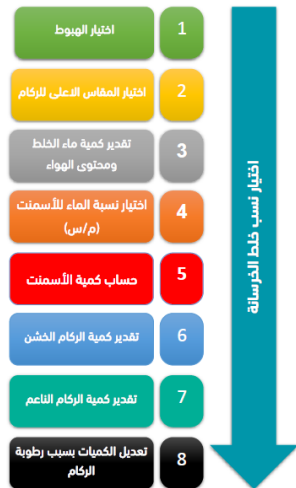 اختيار الهبوط
1
اختيار المقاس الاعلى للركام
2
تقدير كمية ماء الخلط
ومحتوى الهواء
3
اختيار نسبة الماء للأسمنت
(م/س)
4
حساب كمية الأسمنت
5
تقدير كمية الركام الخشن
6
تقدير كمية الركام الناعم
7
تعديل الكميات بسبب رطوبة
الركام
8
اختيار نسب خلط الخرسانة